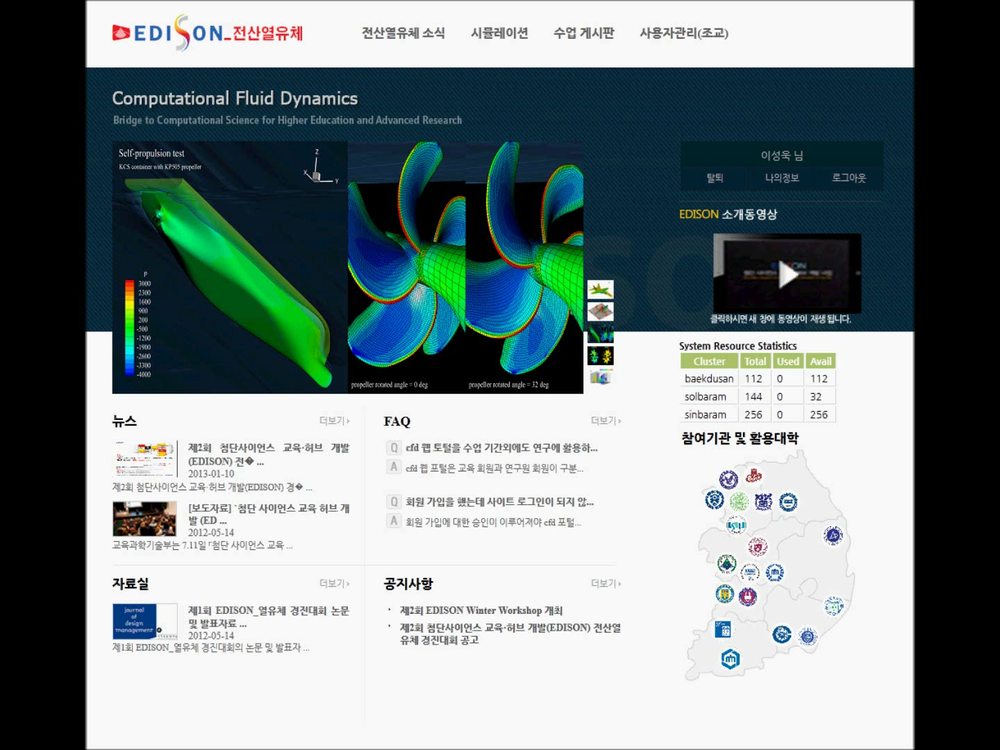 EDISON_전산열유체
전산열유체 소식 시뮬레이션 수업 게시판 사용자관리(조교)
Computational Fluid Dynamics
Bridge to Computational Science for Higher Education and Advanced Research
Self-propulsion test
KCS container with KP505 propeller
Z
X
Y
p
3000
2300
1600
900
200
-500
-1200
-1900
-2600
-3300
-4000
propeller rotated angle = 0 deg
propeller rotated angle = 32 deg
이성욱 님
탈퇴 나의정보 로그아웃
EDISON 소개동영상
클릭하시면 새 창에 동영상이 재생 됩니다.
System Resource Statistics
Cluster Total Used Avail
baekdusan 112 0 112
solbaram 144 0 32
sinbaram 256 0 256
참여기관 및 활용대학
뉴스 더보기 ›
제2회 첨단사이언스 교육·허브 개발
(EDISON) 전� ...
2013-01-10
제2회 첨단사이언스 교육·허브 개발(EDISON) 경� ...
[보도자료] "첨단 사이언스 교육 허브 개
발 (ED ...
2012-05-14
교육과학기술부는 7.11일 「첨단 사이언스 교육 ...
FAQ 더보기 ›
Q cfd 웹 포털을 수업 기간외에도 연구에 활용하...
A cfd 웹 포털은 교육 회원과 연구원 회원이 구분...
Q 회원 가입을 했는데 사이트 로그인이 되지 않...
A 회원 가입에 대한 승인이 이루어져야 cfd 포털...
자료실 더보기 ›
journal
of
design
management
제1회 EDISON_열유체 경진대회 논문
및 발표자료 ...
2012-05-14
제1회 EDISON_열유체 경진대회의 논문 및 발표자 ...
공지사항 더보기 ›
제2회 EDISON Winter Workshop 개최
제2회 첨단사이언스 교육·허브 개발(EDISON) 전산열
유체 경진대회 공고